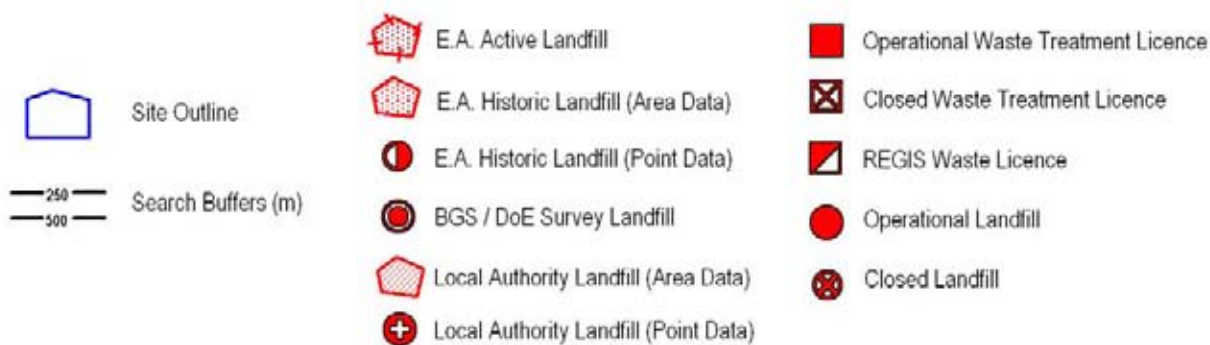 Site Outline
250
500
Search Buffers (m)
E.A. Active Landfill
E.A. Historic Landfill (Area Data)
E.A. Historic Landfill (Point Data)
BGS / DoE Survey Landfill
Local Authority Landfill (Area Data)
Local Authority Landfill (Point Data)
Operational Waste Treatment Licence
Closed Waste Treatment Licence
REGIS Waste Licence
Operational Landfill
Closed Landfill